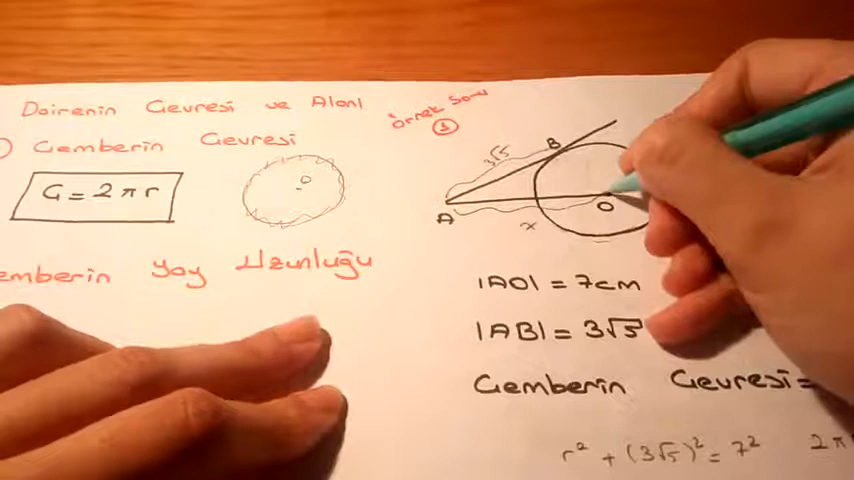 Dairenin Çevresi ve Alanı
Çemberin Çevresi
Ç = 2πr
O
emberin Yay Uzunluğu
örnek Soru
1
3√5
B
A
x
O
|AO| = 7cm
|AB| = 3√5
Çemberin Çevresi =
r² + (3√5)² = 7² 2π